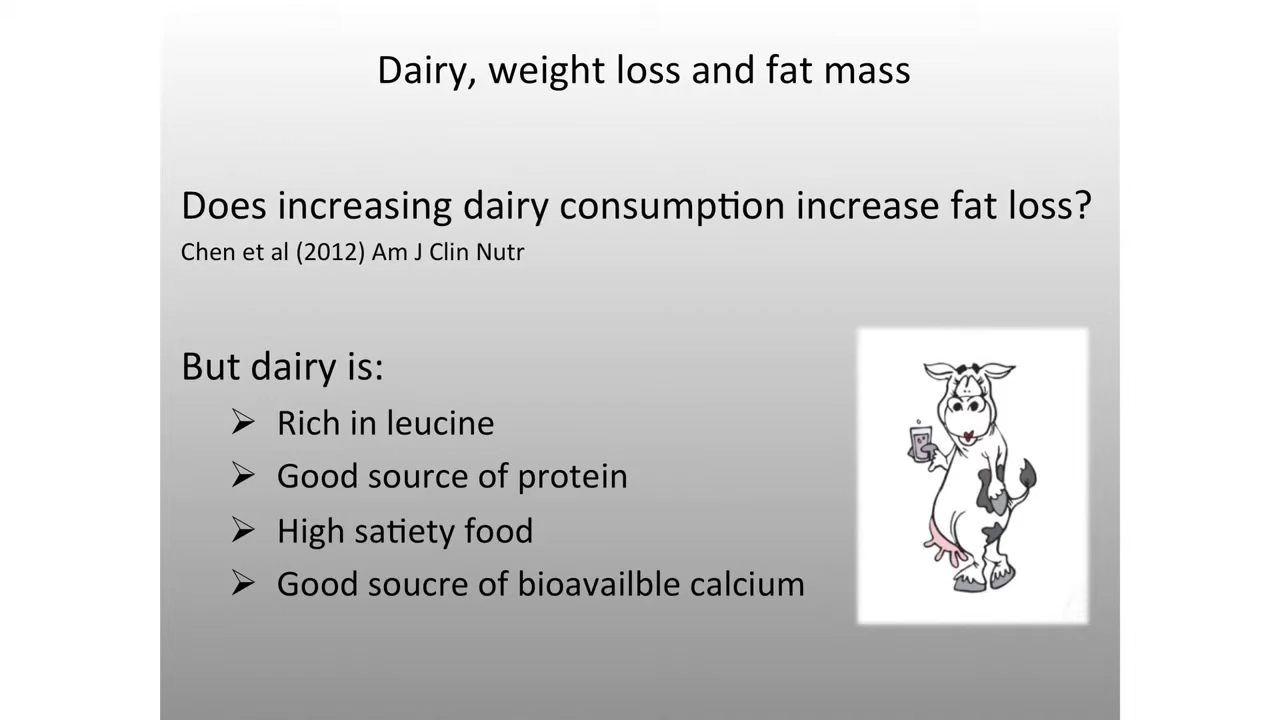 Dairy, weight loss and fat mass
Does increasing dairy consumption increase fat loss?
Chen et al (2012) Am J Clin Nutr
But dairy is:
Rich in leucine
Good source of protein
High satiety food
Good soucre of bioavailble calcium